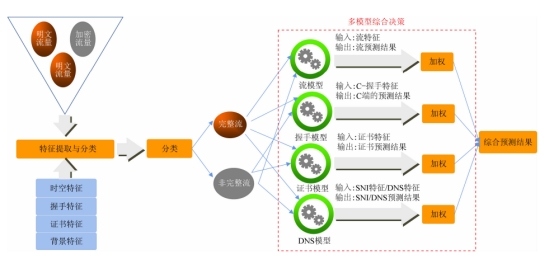 多模型综合决策
明文
流量
加密
流量
明文
流量
特征提取与分类
时空特征
握手特征
证书特征
背景特征
分类
完整流
非完整流
流模型
输入:流特征
输出:流预测结果
加权
握手模型
输入:C-握手特征
输出:C端的预测结果
加权
证书模型
输入:证书特征
输出:证书预测结果
加权
DNS模型
输入:SNI特征/DNS特征
输出:SNI/DNS预测结果
加权
综合预测结果